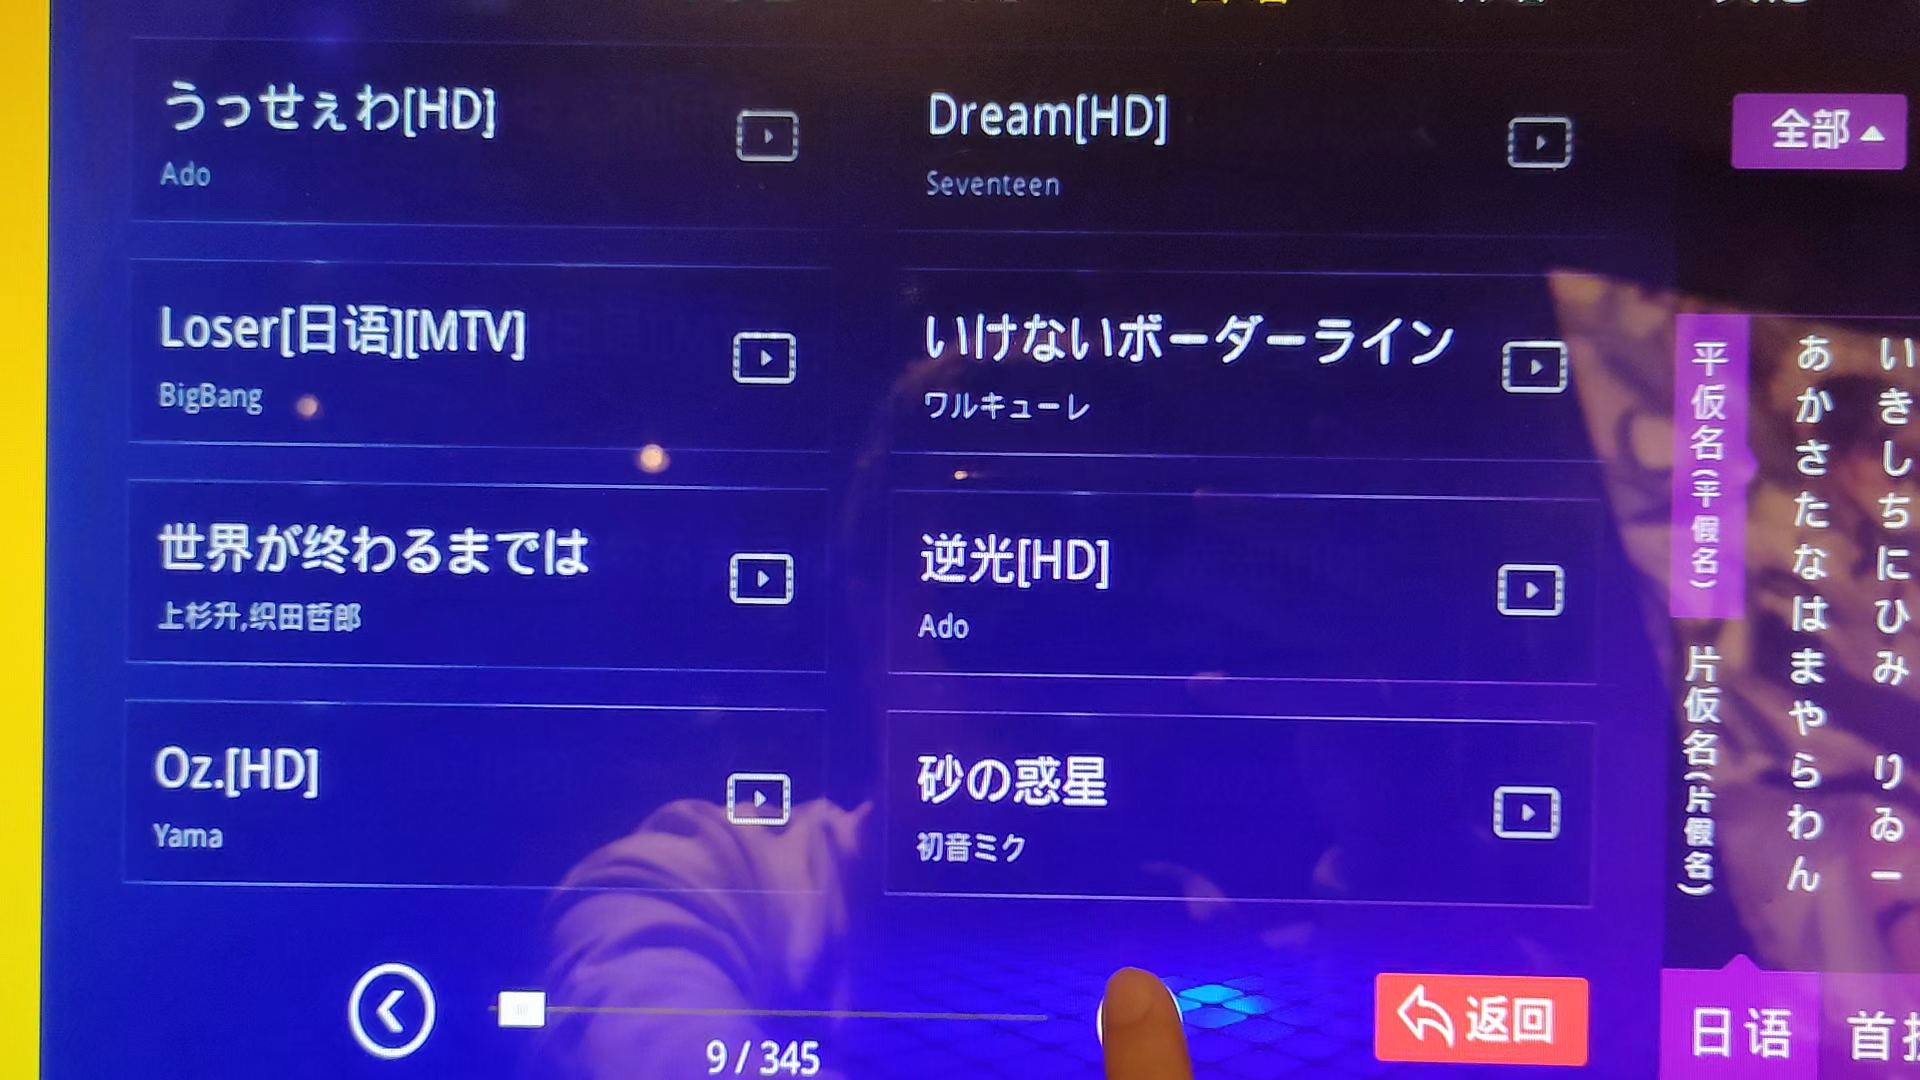 うっせぇわ[HD]
Ado
Dream[HD]
Seventeen
Loser[日语][MTV]
BigBang
いけないボーダーライン
ワルキューレ
世界が终わるまでは
上杉升,织田哲郎
逆光[HD]
Ado
Oz.[HD]
Yama
砂の惑星
初音ミク
9 / 345
返回
全部
平仮名(平假名)
片仮名(片假名)
あかさたなはまやらわん
いきしちにひみ りゐー
日语
首